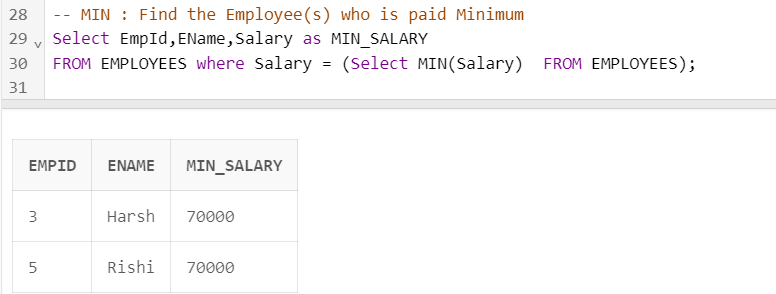 28 -- MIN : Find the Employee(s) who is paid Minimum
29 Select EmpId,EName,Salary as MIN_SALARY
30 FROM EMPLOYEES where Salary = (Select MIN(Salary)  FROM EMPLOYEES);
31
EMPID ENAME MIN_SALARY
3 Harsh 70000
5 Rishi 70000